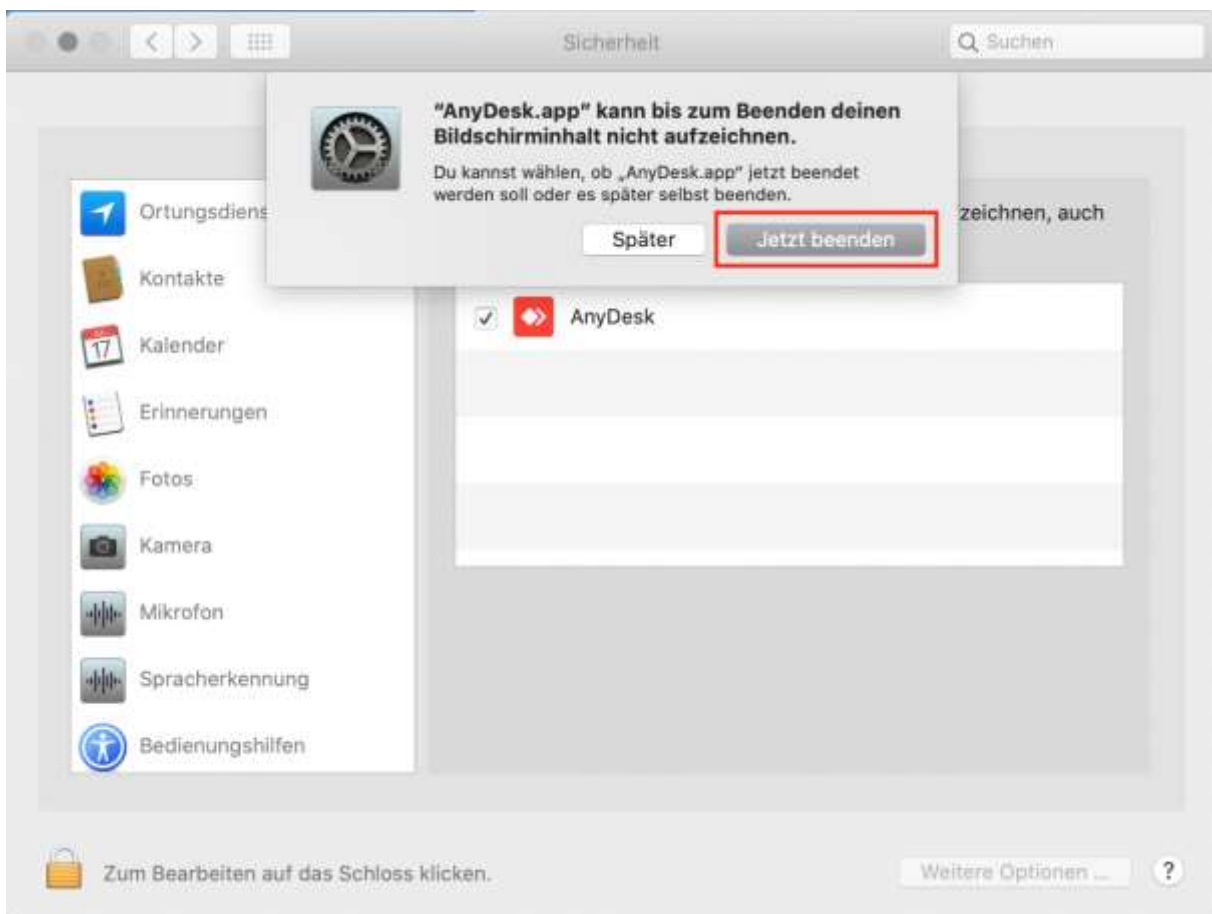 Sicherheit
Suchen
"AnyDesk.app" kann bis zum Beenden deinen
Bildschirminhalt nicht aufzeichnen.
Du kannst wählen, ob „AnyDesk.app" jetzt beendet
werden soll oder es später selbst beenden.
Später
Jetzt beenden
Ortungsdiens
zeichnen, auch
Kontakte
AnyDesk
17
Kalender
Erinnerungen
Fotos
Kamera
Mikrofon
Spracherkennung
Bedienungshilfen
Zum Bearbeiten auf das Schloss klicken.
Weitere Optionen ...
?